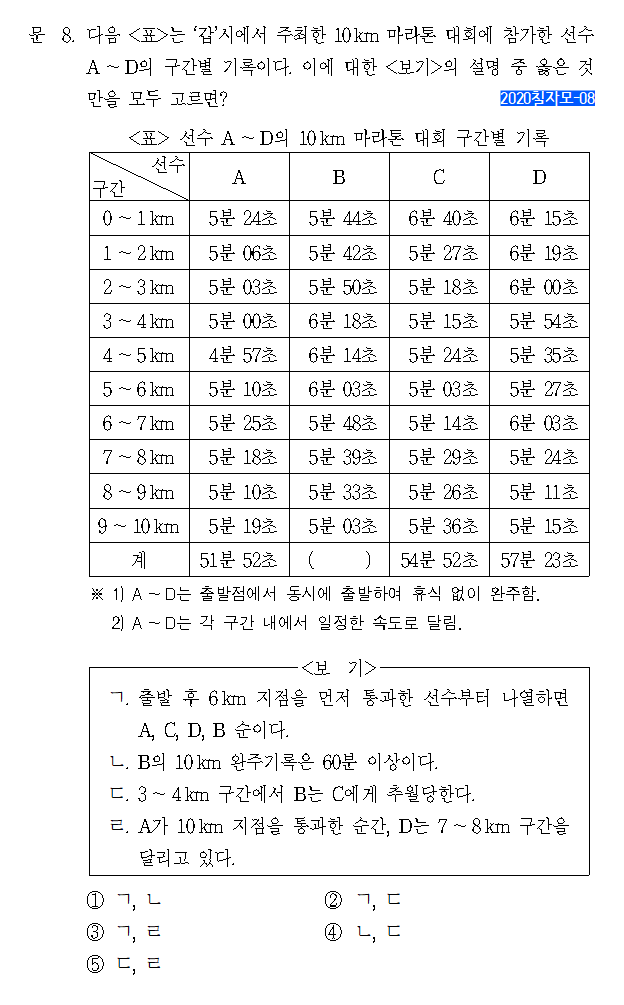 문 8. 다음 <표>는 ‘갑’시에서 주최한 10 km 마라톤 대회에 참가한 선수
A ~ D의 구간별 기록이다. 이에 대한 <보기>의 설명 중 옳은 것
만을 모두 고르면?
2020칠자모-08
<표> 선수 A ~ D의 10 km 마라톤 대회 구간별 기록
선수
구간 A B C D
0 ~ 1 km 5분 24초 5분 44초 6분 40초 6분 15초
1 ~ 2 km 5분 06초 5분 42초 5분 27초 6분 19초
2 ~ 3 km 5분 03초 5분 50초 5분 18초 6분 00초
3 ~ 4 km 5분 00초 6분 18초 5분 15초 5분 54초
4 ~ 5 km 4분 57초 6분 14초 5분 24초 5분 35초
5 ~ 6 km 5분 10초 6분 03초 5분 03초 5분 27초
6 ~ 7 km 5분 25초 5분 48초 5분 14초 6분 03초
7 ~ 8 km 5분 18초 5분 39초 5분 29초 5분 24초
8 ~ 9 km 5분 10초 5분 33초 5분 26초 5분 11초
9 ~ 10 km 5분 19초 5분 03초 5분 36초 5분 15초
계 51분 52초 ( ) 54분 52초 57분 23초
※ 1) A ~ D는 출발점에서 동시에 출발하여 휴식 없이 완주함.
2) A ~ D는 각 구간 내에서 일정한 속도로 달림.
<보 기>
ㄱ. 출발 후 6 km 지점을 먼저 통과한 선수부터 나열하면
A, C, D, B 순이다.
ㄴ. B의 10 km 완주기록은 60분 이상이다.
ㄷ. 3 ~ 4 km 구간에서 B는 C에게 추월당한다.
ㄹ. A가 10 km 지점을 통과한 순간, D는 7 ~ 8 km 구간을
달리고 있다.
① ㄱ, ㄴ ② ㄱ, ㄷ
③ ㄱ, ㄹ ④ ㄴ, ㄷ
⑤ ㄷ, ㄹ